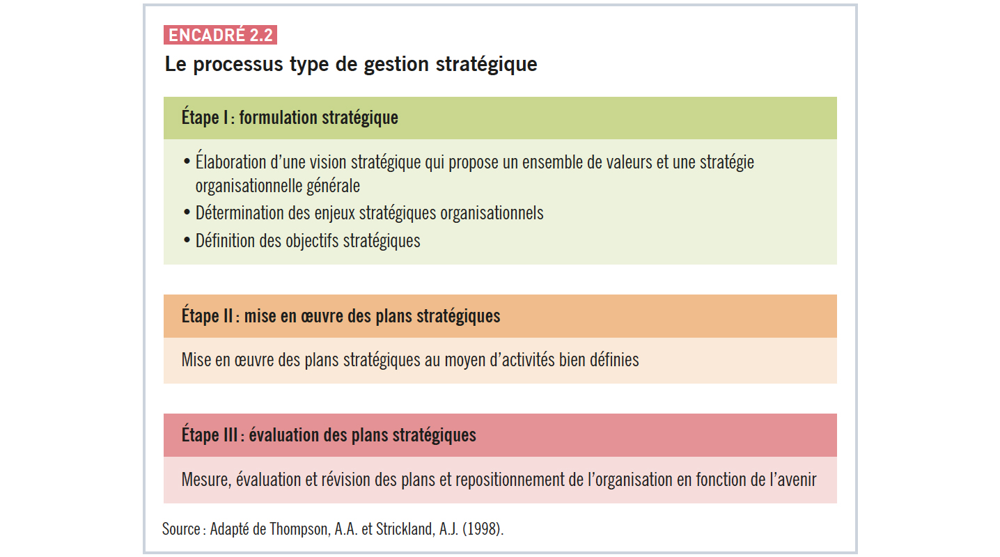 ENCADRÉ 2.2
Le processus type de gestion stratégique
Étape I : formulation stratégique
• Élaboration d’une vision stratégique qui propose un ensemble de valeurs et une stratégie
organisationnelle générale
• Détermination des enjeux stratégiques organisationnels
• Définition des objectifs stratégiques
Étape II : mise en œuvre des plans stratégiques
Mise en œuvre des plans stratégiques au moyen d’activités bien définies
Étape III : évaluation des plans stratégiques
Mesure, évaluation et révision des plans et repositionnement de l’organisation en fonction de l’avenir
Source : Adapté de Thompson, A.A. et Strickland, A.J. (1998).